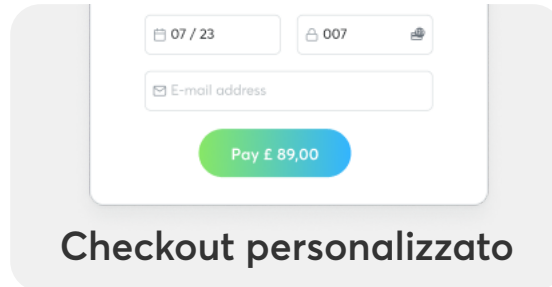 07 / 23 007
E-mail address
Pay £ 89,00
Checkout personalizzato